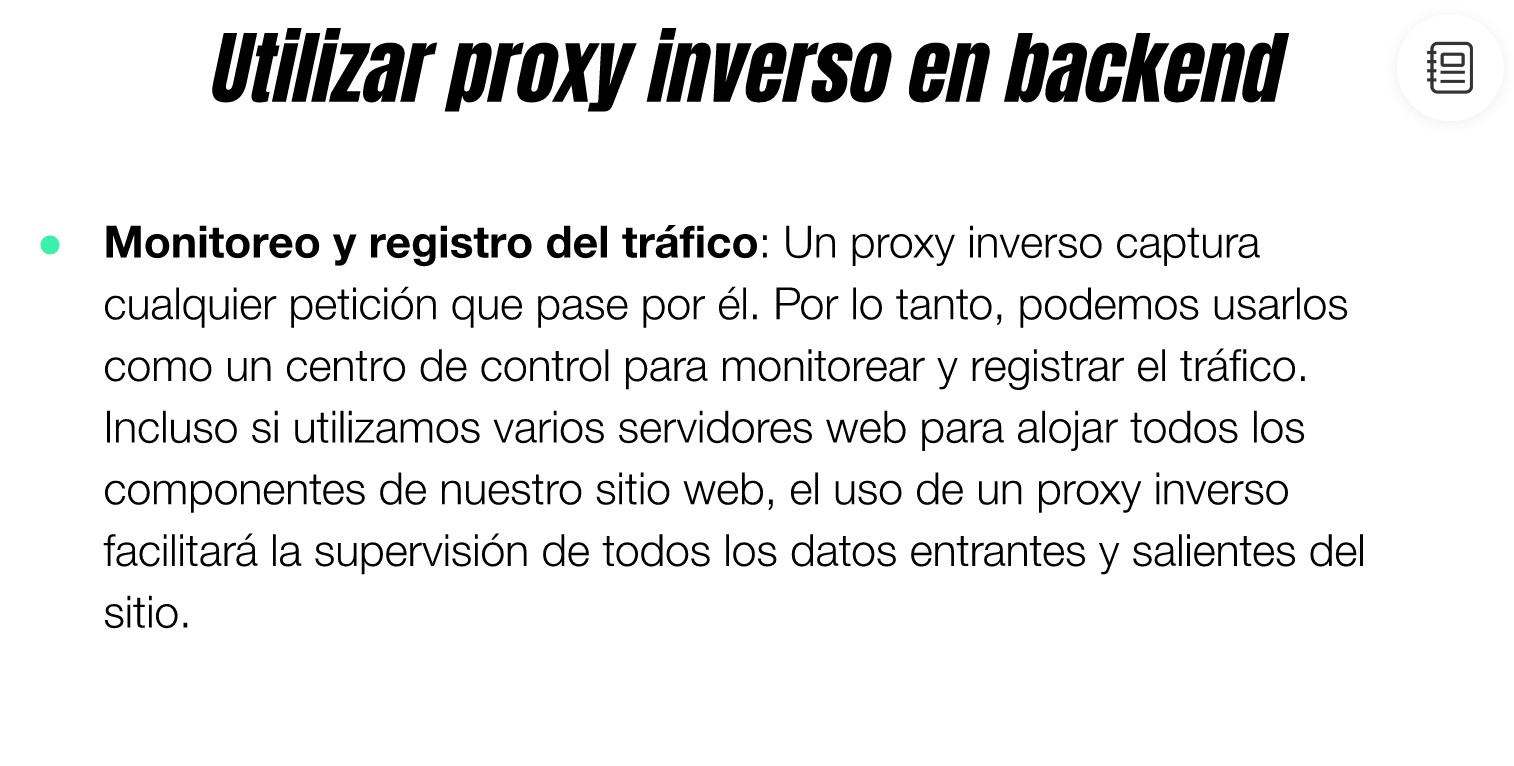 Utilizar proxy inverso en backend
Monitoreo y registro del tráfico: Un proxy inverso captura
cualquier petición que pase por él. Por lo tanto, podemos usarlos
como un centro de control para monitorear y registrar el tráfico.
Incluso si utilizamos varios servidores web para alojar todos los
componentes de nuestro sitio web, el uso de un proxy inverso
facilitará la supervisión de todos los datos entrantes y salientes del
sitio.